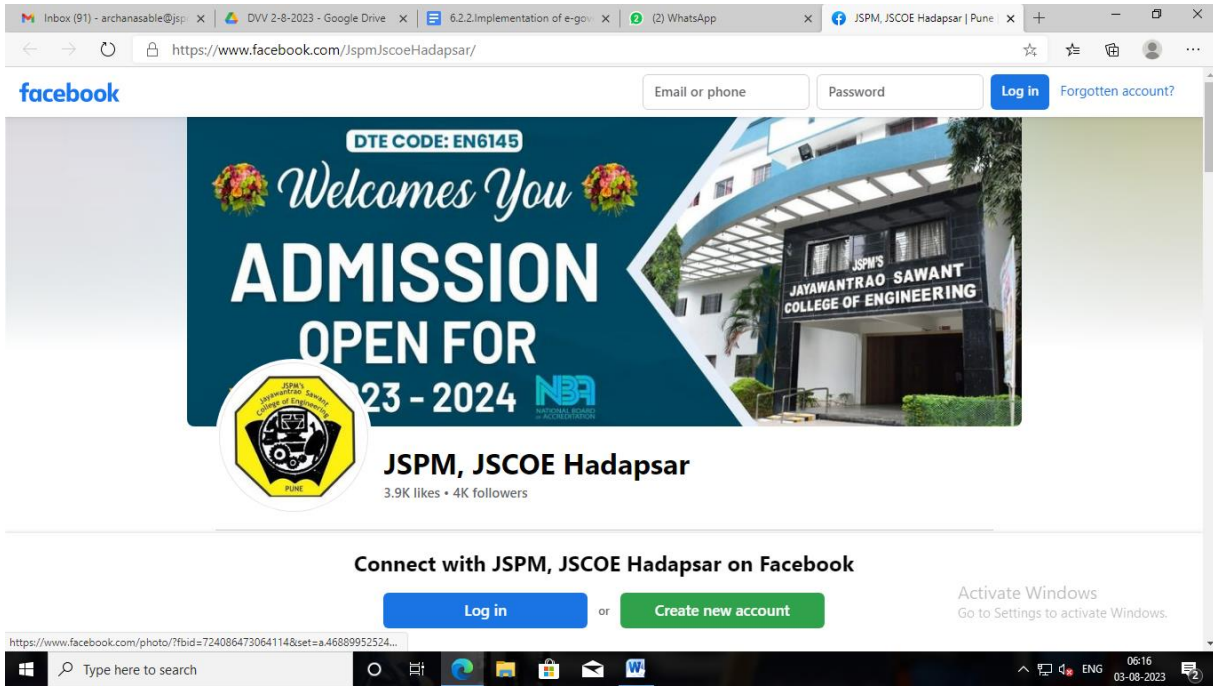 Inbox (91) - archanasable@jsp
DVV 2-8-2023 - Google Drive
6.2.2.Implementation of e-gov
(2) WhatsApp
JSPM, JSCOE Hadapsar | Pune
https://www.facebook.com/JspmJscoeHadapsar/
facebook
Email or phone
Password
Log in
Forgotten account?
DTE CODE: EN6145
Welcomes You
ADMISSION
OPEN FOR
23 - 2024
NBA
NATIONAL BOARD
OF ACCREDITATION
JSPM'S
JAYAWANTRAO SAWANT
COLLEGE OF ENGINEERING
JSPM's
Jayawantrao Sawant
College of Engineering
PUNE
JSPM, JSCOE Hadapsar
3.9K likes • 4K followers
Connect with JSPM, JSCOE Hadapsar on Facebook
Log in
or
Create new account
Activate Windows
Go to Settings to activate Windows.
https://www.facebook.com/photo/?fbid=724086473064114&set=a.46889952524...
Type here to search
ENG
06:16
03-08-2023
2